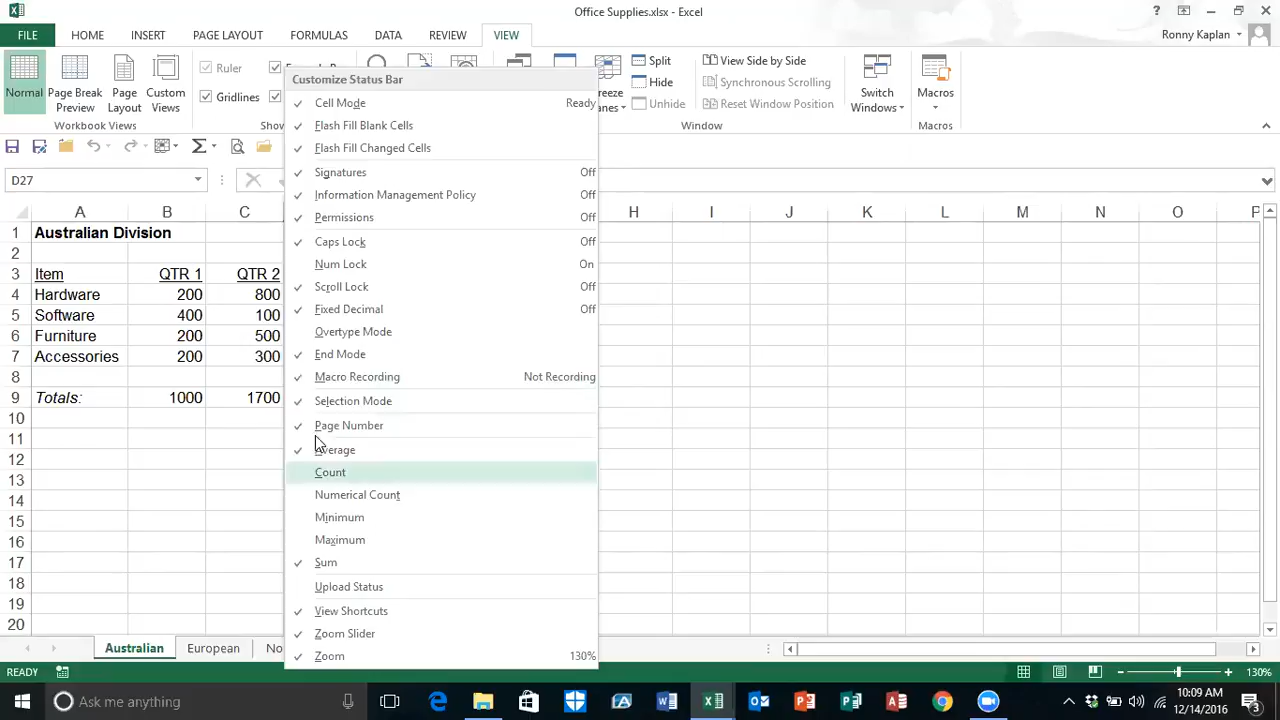 Office Supplies.xlsx - Excel
?
FILE HOME INSERT PAGE LAYOUT FORMULAS DATA REVIEW VIEW Ronny Kaplan
Normal
Page Break Preview
Page Layout
Custom Views
Ruler
Gridlines
Workbook Views
Split
Hide
Unhide
View Side by Side
Synchronous Scrolling
Reset Window Position
Window
Switch Windows
Macros
Macros
D27
Customize Status Bar
Cell Mode Ready
Flash Fill Blank Cells
Flash Fill Changed Cells
Signatures Off
Information Management Policy Off
Permissions Off
Caps Lock Off
Num Lock On
Scroll Lock Off
Fixed Decimal Off
Overtype Mode
End Mode
Macro Recording Not Recording
Selection Mode
Page Number
Average
Count
Numerical Count
Minimum
Maximum
Sum
Upload Status
View Shortcuts
Zoom Slider
Zoom 130%
A B C H I J K L M N O P
1 Australian Division
2
3 Item QTR 1 QTR 2
4 Hardware 200 800
5 Software 400 100
6 Furniture 200 500
7 Accessories 200 300
8
9 Totals: 1000 1700
10
11
12
13
14
15
16
17
18
19
20
Australian European No
READY 130%
Ask me anything
10:09 AM
12/14/2016
3